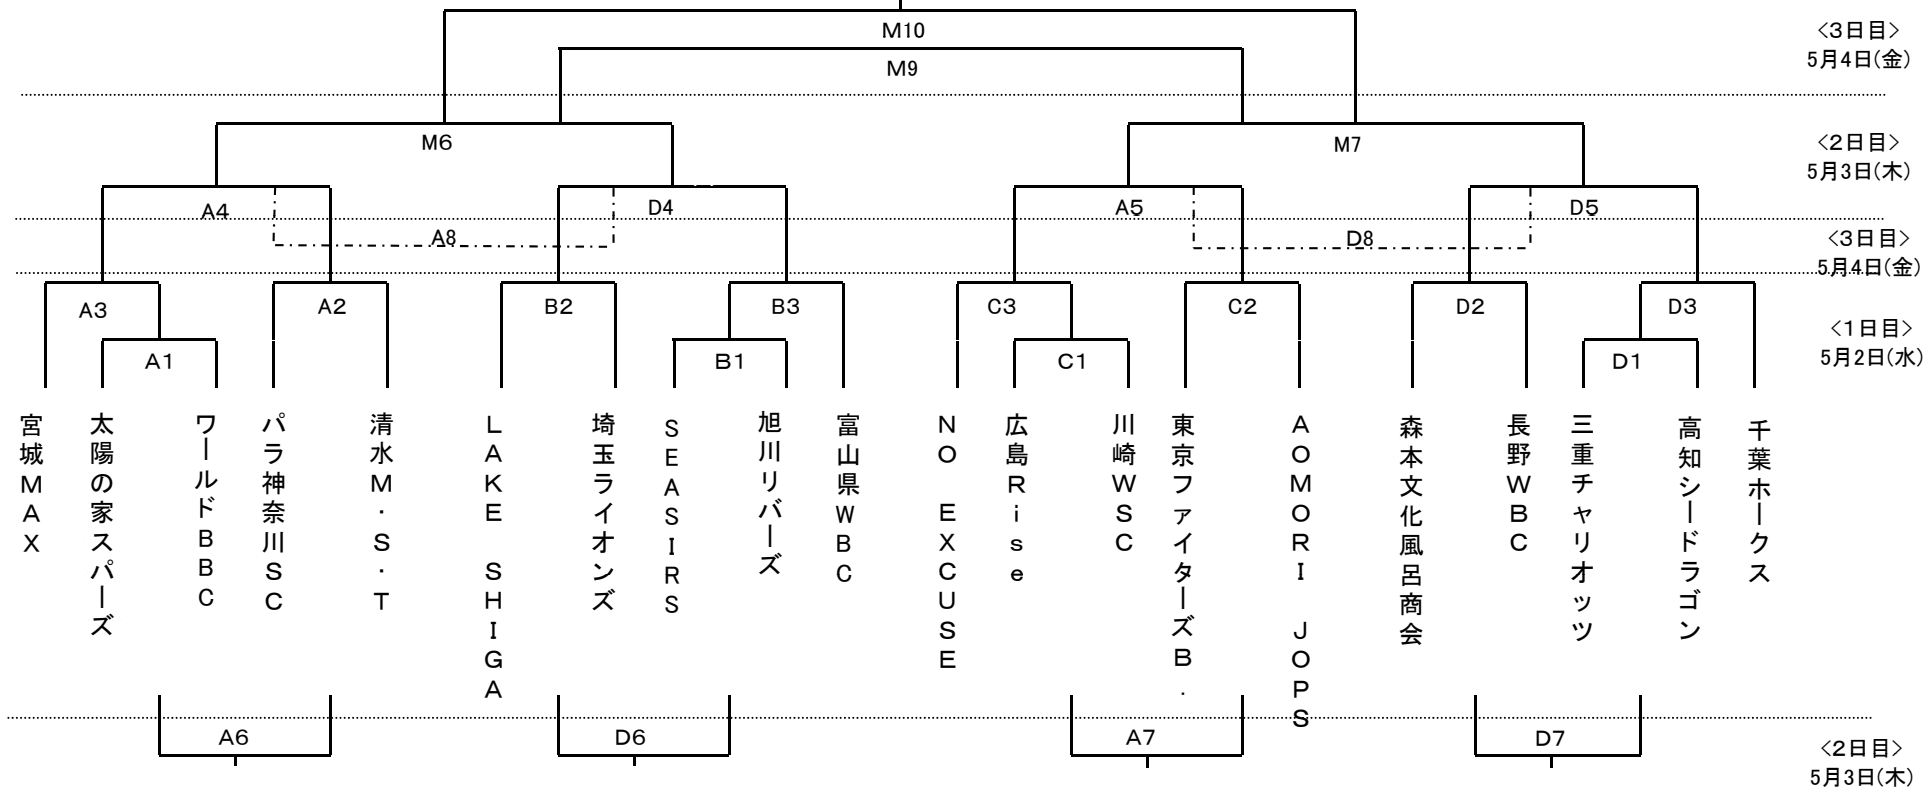 M10
<3日目>
5月4日(金)
M9
M6
M7
<2日目>
5月3日(木)
A4
D4
A5
D5
A8
D8
<3日目>
5月4日(金)
A3
A2
B2
B3
C3
C2
D2
D3
<1日目>
5月2日(水)
A1
B1
C1
D1
宮城MAX
太陽の家スパーズ
ワールドBBC
パラ神奈川SC
清水M・S・T
LAKE SHIGA
埼玉ライオンズ
SEASIRS
旭川リバーズ
富山県WBC
NO EXCUSE
広島Rise
川崎WSC
東京ファイターズB.
AOMORI JOPS
森本文化風呂商会
長野WBC
三重チャリオッツ
高知シードラゴン
千葉ホークス
A6
D6
A7
D7
<2日目>
5月3日(木)